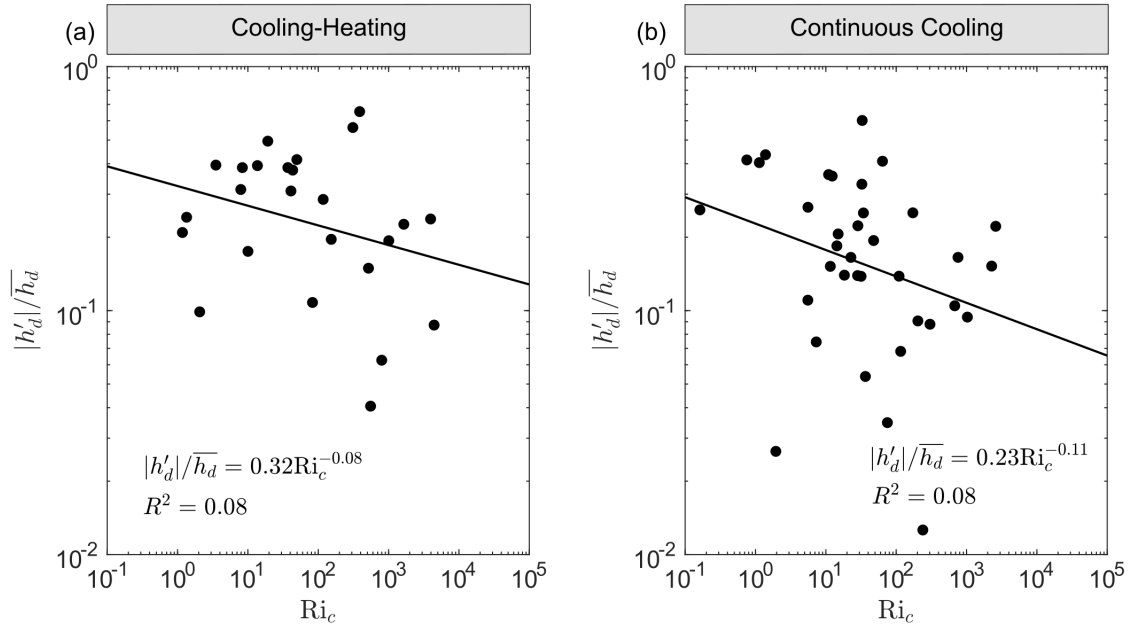 (a) Cooling-Heating
10^0
10^-1
10^-2
|h'_d|/\overline{h_d}
|h'_d|/\overline{h_d} = 0.32Ri_c^{-0.08}
R^2 = 0.08
10^-1 10^0 10^1 10^2 10^3 10^4 10^5
Ri_c
(b) Continuous Cooling
10^0
10^-1
10^-2
|h'_d|/\overline{h_d}
|h'_d|/\overline{h_d} = 0.23Ri_c^{-0.11}
R^2 = 0.08
10^-1 10^0 10^1 10^2 10^3 10^4 10^5
Ri_c